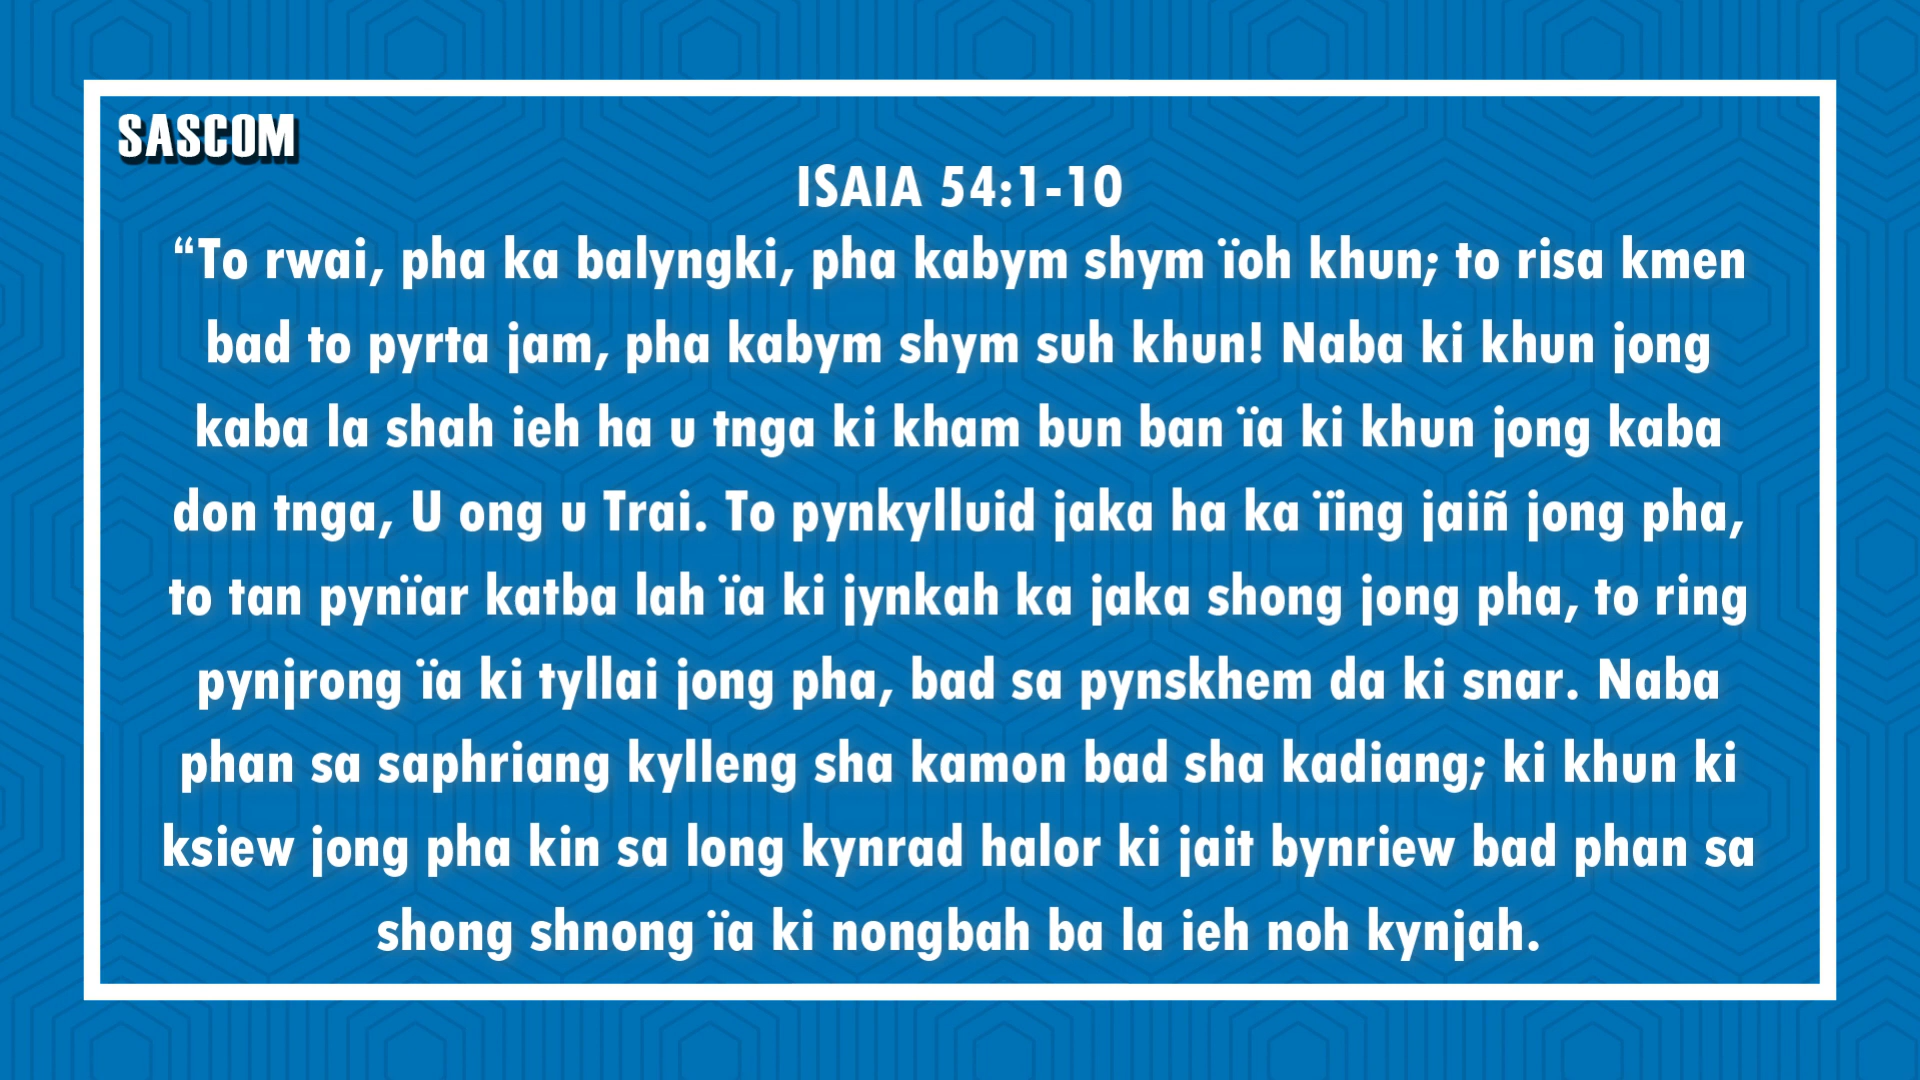 SASCOM
ISAIA 54:1-10
“To rwai, pha ka balyngki, pha kabym shym ïoh khun; to risa kmen
bad to pyrta jam, pha kabym shym suh khun! Naba ki khun jong
kaba la shah ieh ha u tnga ki kham bun ban ïa ki khun jong kaba
don tnga, U ong u Trai. To pynkylluid jaka ha ka ïing jaiñ jong pha,
to tan pynïar katba lah ïa ki jynkah ka jaka shong jong pha, to ring
pynjrong ïa ki tyllai jong pha, bad sa pynskhem da ki snar. Naba
phan sa saphriang kylleng sha kamon bad sha kadiang; ki khun ki
ksiew jong pha kin sa long kynrad halor ki jait bynriew bad phan sa
shong shnong ïa ki nongbah ba la ieh noh kynjah.